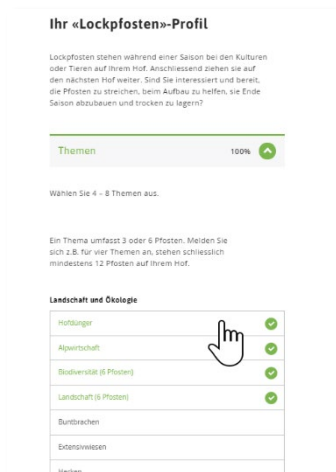 Ihr «Lockpfosten»-Profil
Lockpfosten stehen während einer Saison bei den Kulturen
oder Tieren auf Ihrem Hof. Anschliessend ziehen sie auf
den nächsten Hof weiter. Sind Sie interessiert und bereit,
die Pfosten zu streichen, beim Aufbau zu helfen, sie Ende
Saison abzubauen und trocken zu lagern?
Themen 100%
Wählen Sie 4 – 8 Themen aus.
Ein Thema umfasst 3 oder 6 Pfosten. Melden Sie
sich z.B. für vier Themen an, stehen schliesslich
mindestens 12 Pfosten auf Ihrem Hof.
Landschaft und Ökologie
Hofdünger
Alpwirtschaft
Biodiversität (6 Pfosten)
Landschaft (6 Pfosten)
Buntbrachen
Extensivwiesen